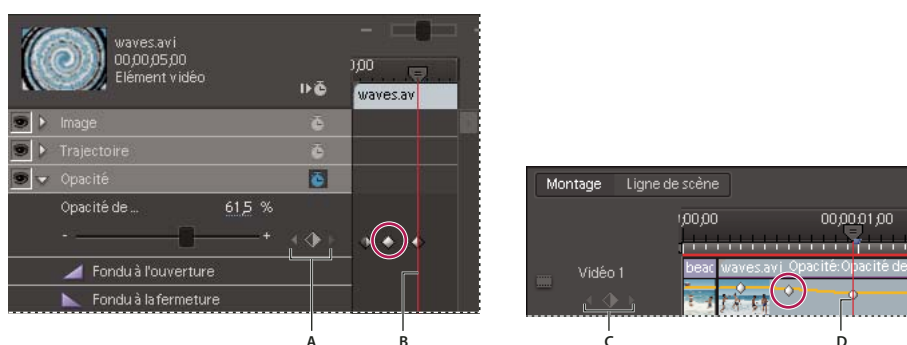 waves.avi
00;00;05;00
Elément vidéo
);00
waves.av
Image
Trajectoire
Opacité
Opacité de ... 61,5 %
- +
Fondu à l'ouverture
Fondu à la fermeture
A B
Montage Ligne de scène
;00;00 00;00;01;00
Vidéo 1
beac waves.avi Opacité:Opacité de
C D